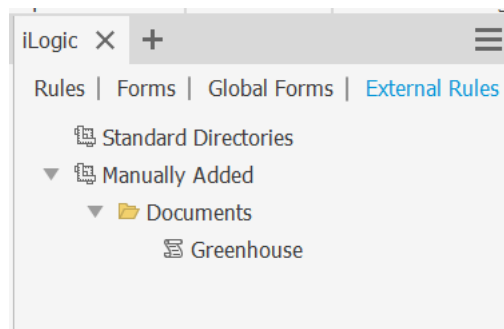 iLogic × +
Rules | Forms | Global Forms | External Rules
Standard Directories
Manually Added
Documents
Greenhouse